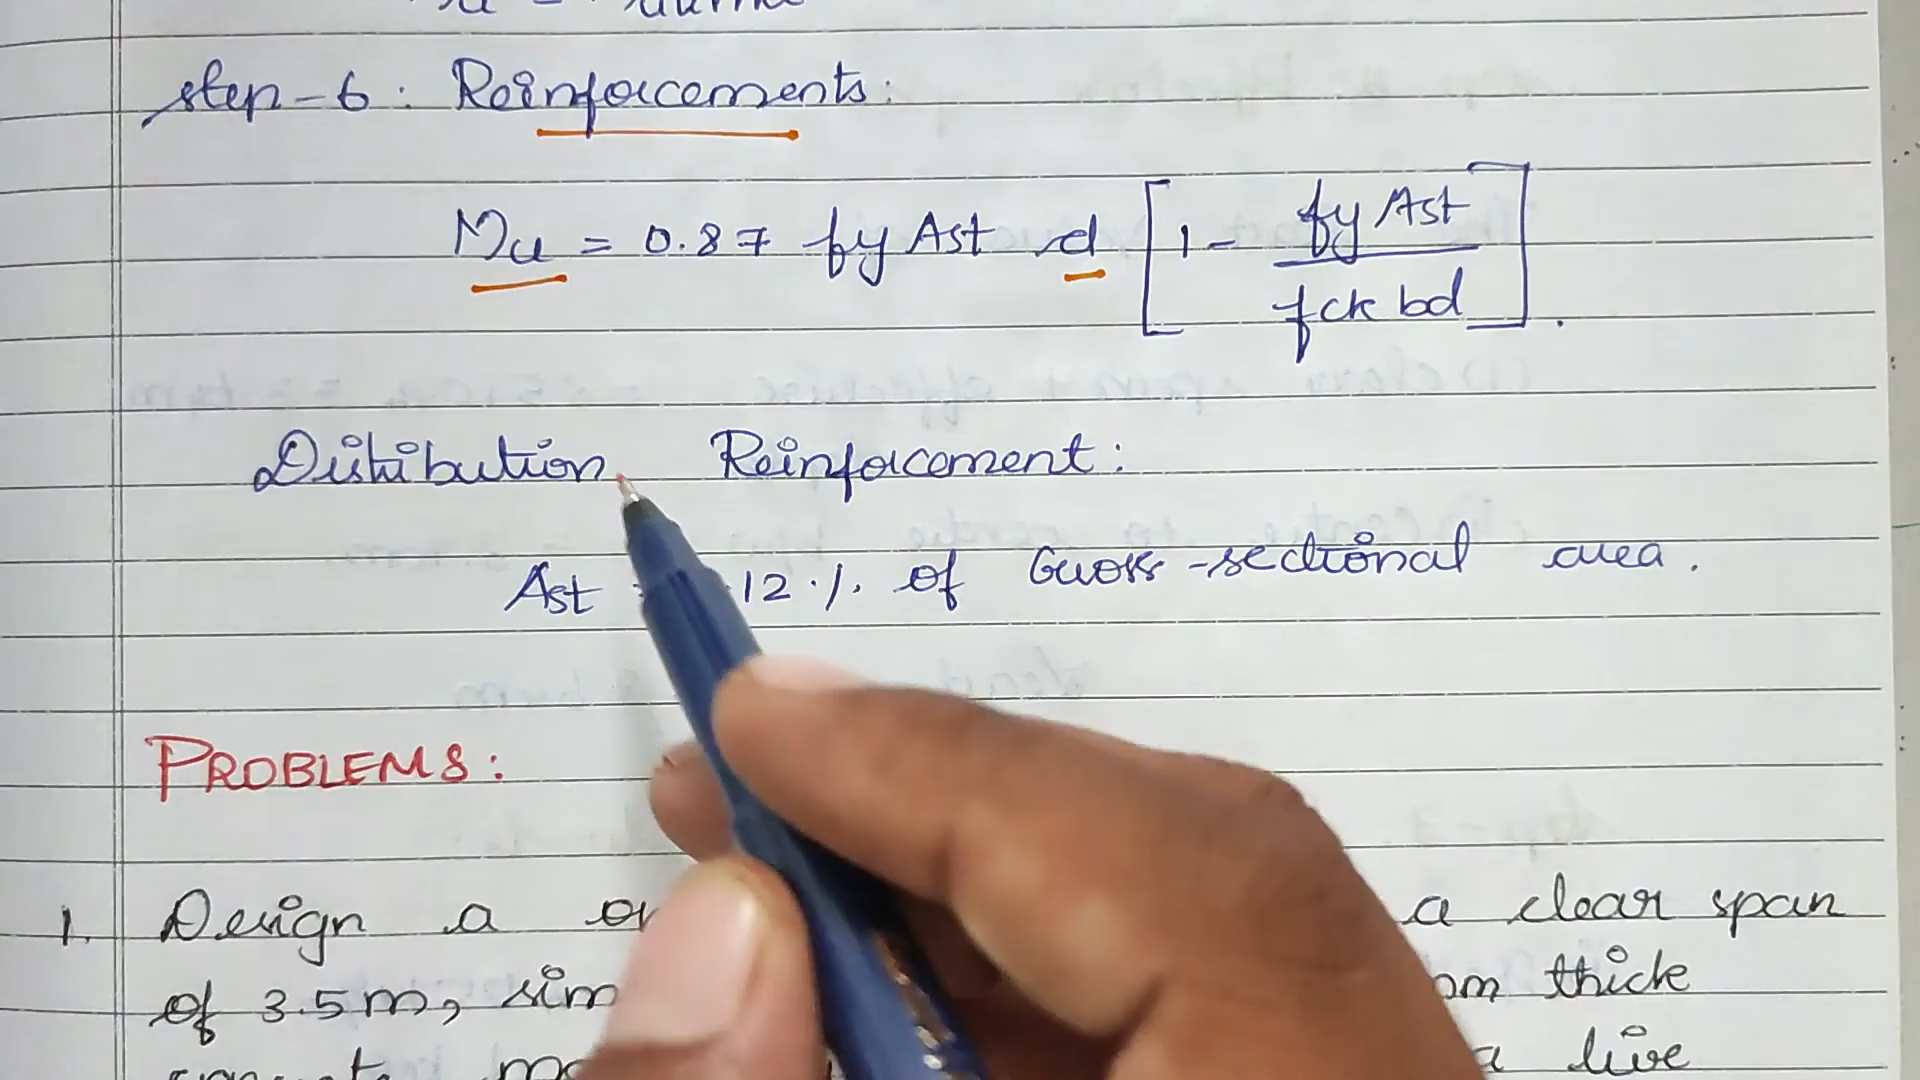 step-6: Reinforcements:
Mu = 0.87 fy Ast d [1 - fy Ast / fck bd].
Distribution Reinforcement:
Ast 12% of Gross-sectional area.
PROBLEMS:
1. Design a a clear span
of 3.5m, thick
a live